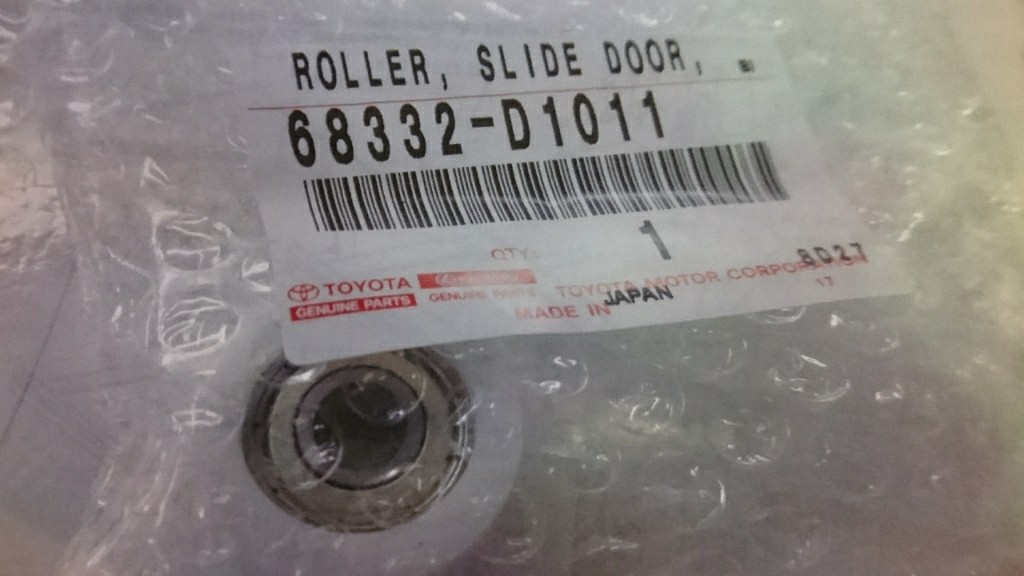 ROLLER, SLIDE DOOR,
68332-D1011
QTY. 1
TOYOTA
GENUINE PARTS
GENUINE PARTS
TOYOTA MOTOR CORPORATION
8027
17
MADE IN JAPAN